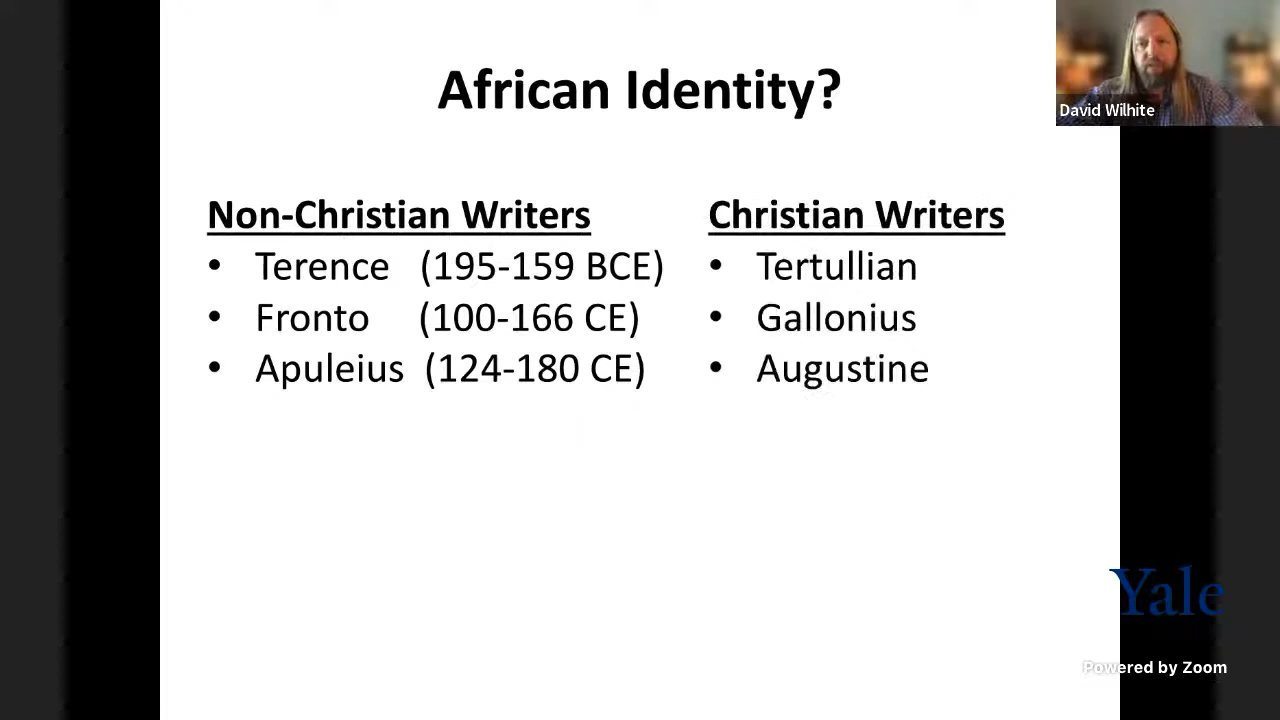 African Identity?
David Wilhite
Non-Christian Writers
• Terence (195-159 BCE)
• Fronto (100-166 CE)
• Apuleius (124-180 CE)
Christian Writers
• Tertullian
• Gallonius
• Augustine
Yale
Powered by Zoom